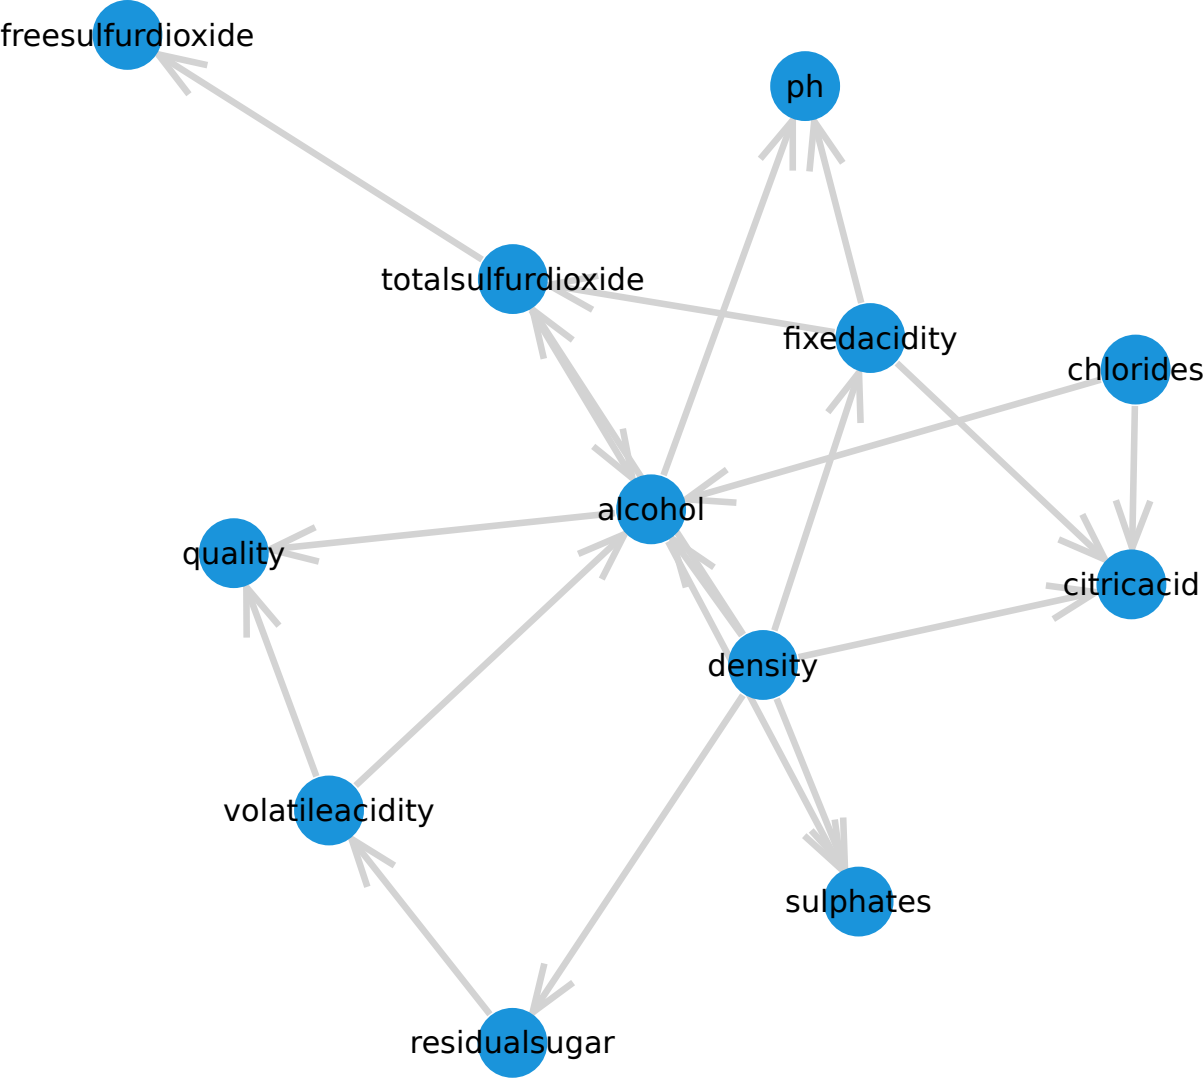 freesulfurdioxide
ph
totalsulfurdioxide
fixedacidity
chlorides
alcohol
quality
citricacid
density
volatileacidity
sulphates
residualsugar